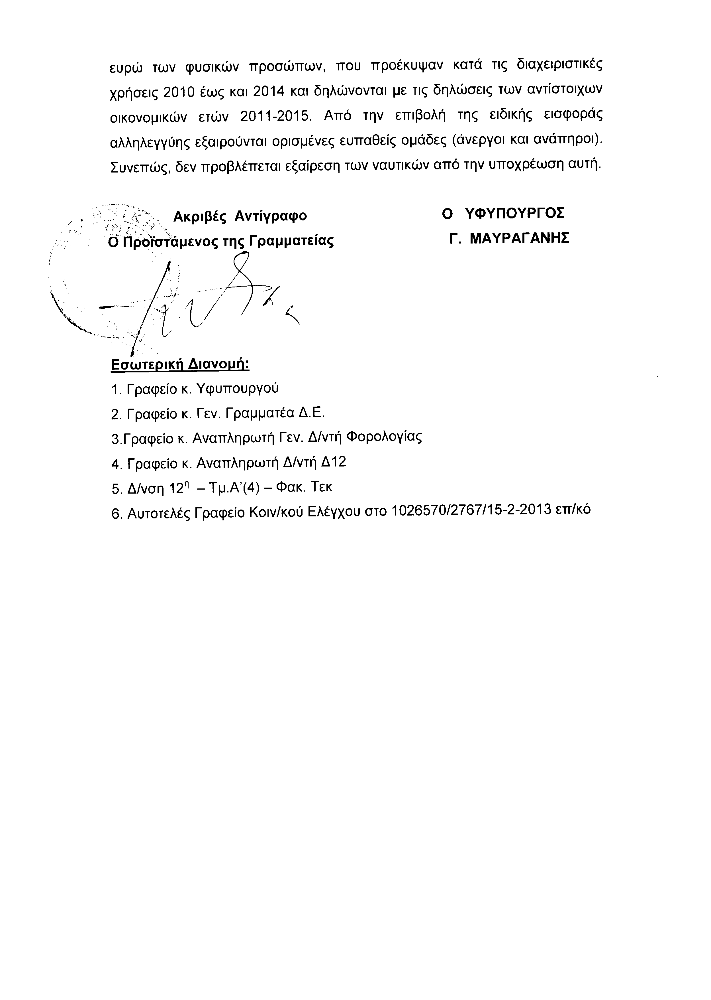 ευρώ των φυσικών προσώπων, που προέκυψαν κατά τις διαχειριστικές
χρήσεις 2010 έως και 2014 και δηλώνονται με τις δηλώσεις των αντίστοιχων
οικονομικών ετών 2011-2015. Από την επιβολή της ειδικής εισφοράς
αλληλεγγύης εξαιρούνται ορισμένες ευπαθείς ομάδες (άνεργοι και ανάπηροι).
Συνεπώς, δεν προβλέπεται εξαίρεση των ναυτικών από την υποχρέωση αυτή.
Ακριβές Αντίγραφο
Ο Προϊστάμενος της Γραμματείας
Ο ΥΦΥΠΟΥΡΓΟΣ
Γ. ΜΑΥΡΑΓΑΝΗΣ
Εσωτερική Διανομή:
1. Γραφείο κ. Υφυπουργού
2. Γραφείο κ. Γεν. Γραμματέα Δ.Ε.
3.Γραφείο κ. Αναπληρωτή Γεν. Δ/ντή Φορολογίας
4. Γραφείο κ. Αναπληρωτή Δ/ντή Δ12
5. Δ/νση 12η – Τμ.Α’(4) – Φακ. Τεκ
6. Αυτοτελές Γραφείο Κοιν/κού Ελέγχου στο 1026570/2767/15-2-2013 επ/κό